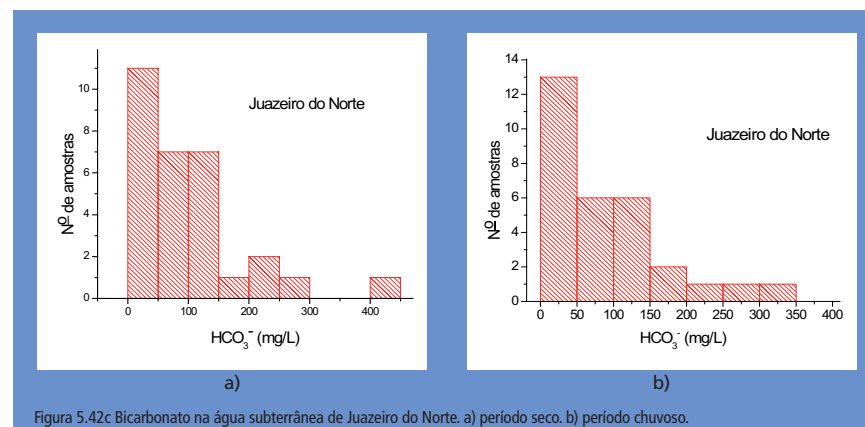 Juazeiro do Norte
Nº de amostras
10
8
6
4
2
0
0 100 200 300 400
HCO₃⁻ (mg/L)
a)
Juazeiro do Norte
Nº de amostras
14
12
10
8
6
4
2
0
0 50 100 150 200 250 300 350 400
HCO₃⁻ (mg/L)
b)
Figura 5.42c Bicarbonato na água subterrânea de Juazeiro do Norte. a) período seco. b) período chuvoso.